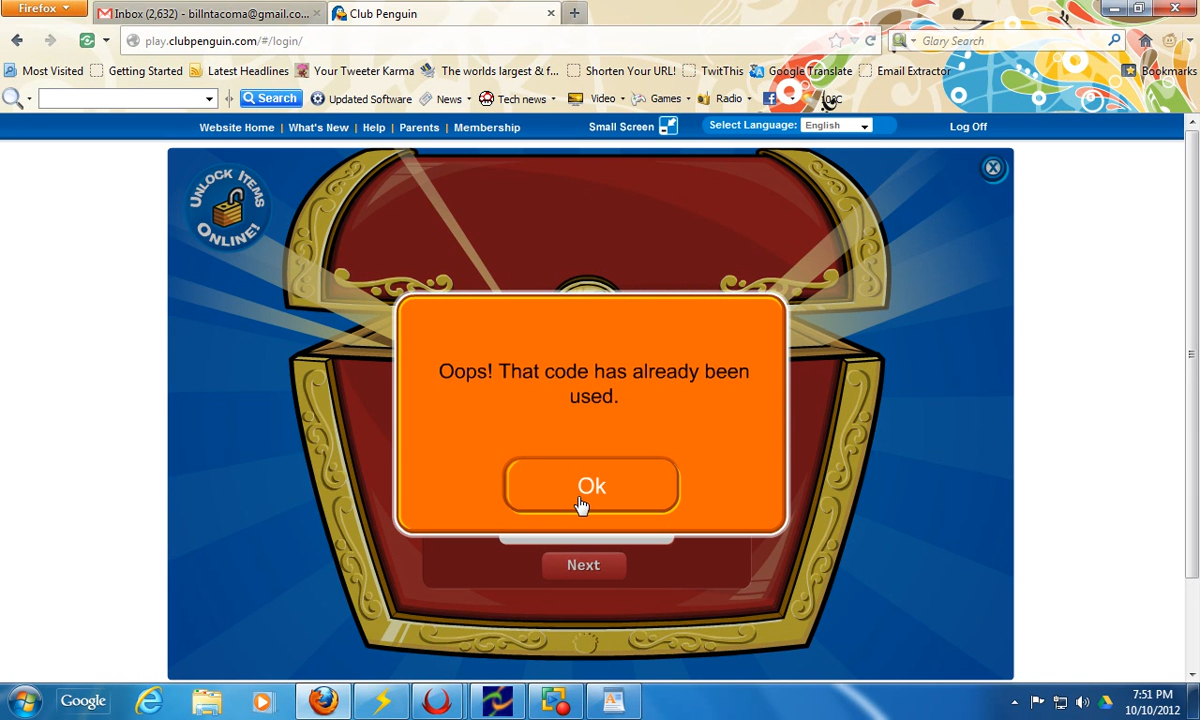 Firefox
Inbox (2,632) - billntacoma@gmail.co...
Club Penguin
play.clubpenguin.com/#/login/
Glary Search
Most Visited
Getting Started
Latest Headlines
Your Tweeter Karma
The worlds largest & f...
Shorten Your URL!
TwitThis
Google Translate
Email Extractor
Bookmarks
Search
Updated Software
News
Tech news
Video
Games
Radio
Website Home | What's New | Help | Parents | Membership
Small Screen
Select Language:
English
Log Off
UNLOCK ITEMS
ONLINE!
Oops! That code has already been
used.
Ok
Next
Google
7:51 PM
10/10/2012